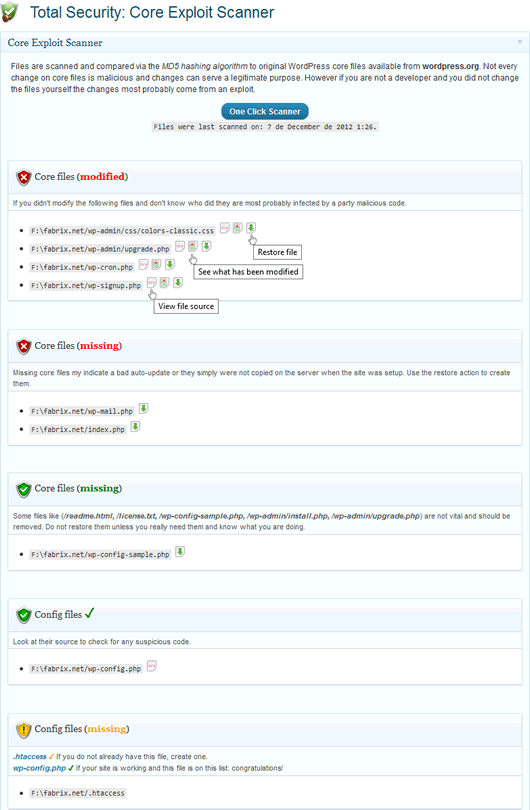 Total Security: Core Exploit Scanner
Core Exploit Scanner
Files are scanned and compared via the MD5 hashing algorithm to original WordPress core files available from wordpress.org. Not every
change on core files is malicious and changes can serve a legitimate purpose. However if you are not a developer and you did not change
the files yourself the changes most probably come from an exploit.
One Click Scanner
Files were last scanned on: 7 de December de 2012 1:26.
Core files (modified)
If you didn't modify the following files and don't know who did they are most probably infected by a party malicious code.
F:\fabrix.net/wp-admin/css/colors-classic.css
Restore file
F:\fabrix.net/wp-admin/upgrade.php
See what has been modified
F:\fabrix.net/wp-cron.php
F:\fabrix.net/wp-signup.php
View file source
Core files (missing)
Missing core files my indicate a bad auto-update or they simply were not copied on the server when the site was setup. Use the restore action to create
them.
F:\fabrix.net/wp-mail.php
F:\fabrix.net/index.php
Core files (missing)
Some files like (/readme.html, /license.txt, /wp-config-sample.php, /wp-admin/install.php, /wp-admin/upgrade.php) are not vital and should be
removed. Do not restore them unless you really need them and know what you are doing.
F:\fabrix.net/wp-config-sample.php
Config files ✓
Look at their source to check for any suspicious code.
F:\fabrix.net/wp-config.php
Config files (missing)
.htaccess ✓ If you do not already have this file, create one.
wp-config.php ✓ If your site is working and this file is on this list: congratulations!
F:\fabrix.net/.htaccess